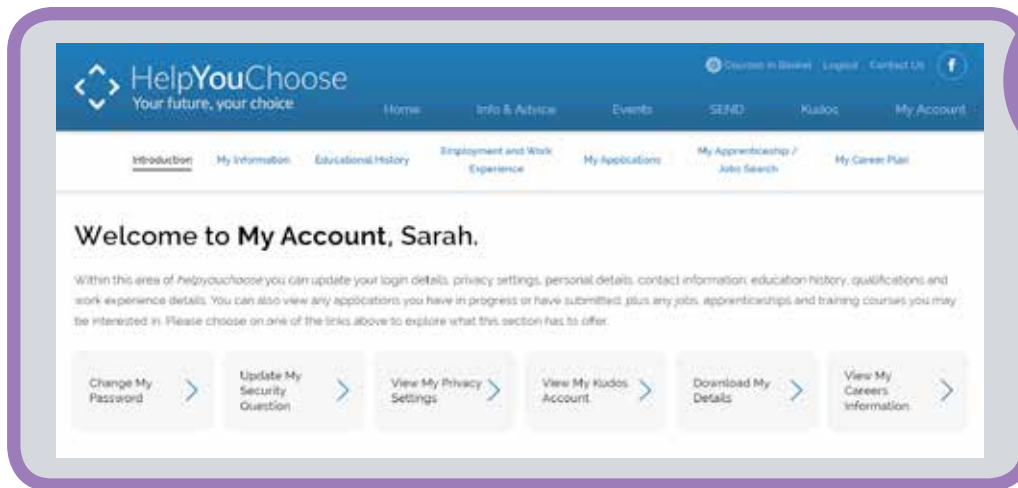 Courses in Basket Logout Contact Us f
HelpYouChoose
Your future, your choice
Home Info & Advice Events SEND Kudos My Account
Introduction My Information Educational History Employment and Work Experience My Applications My Apprenticeship / Jobs Search My Career Plan
Welcome to My Account, Sarah.
Within this area of helpyouchoose you can update your login details, privacy settings, personal details, contact information, education history, qualifications and
work experience details. You can also view any applications you have in progress or have submitted, plus any jobs, apprenticeships and training courses you may
be interested in. Please choose on one of the links above to explore what this section has to offer.
Change My
Password
Update My
Security
Question
View My Privacy
Settings
View My Kudos
Account
Download My
Details
View My
Careers
Information